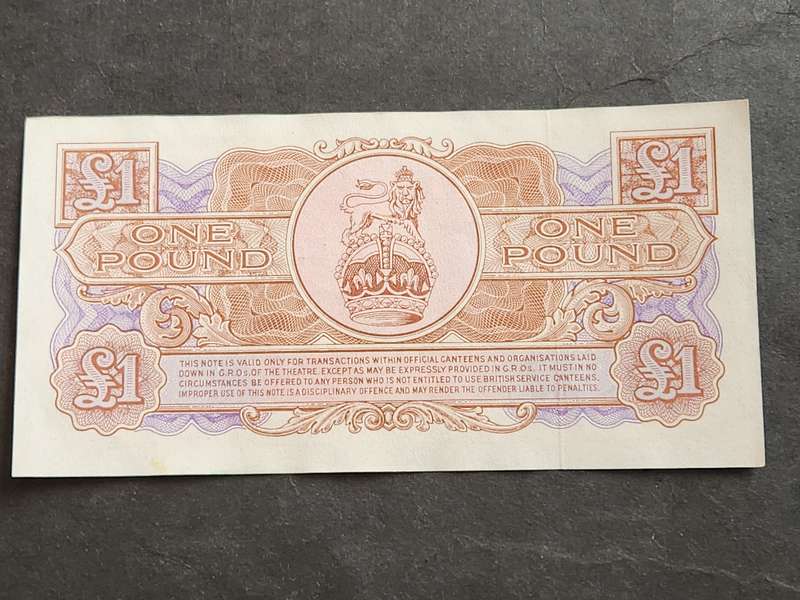 £1 £1
ONE POUND ONE POUND
THIS NOTE IS VALID ONLY FOR TRANSACTIONS WITHIN OFFICIAL CANTEENS AND ORGANISATIONS LAID
DOWN IN G.R.Os, OF THE THEATRE. EXCEPT AS MAY BE EXPRESSLY PROVIDED IN G.R.Os. IT MUST IN NO
CIRCUMSTANCES BE OFFERED TO ANY PERSON WHO IS NOT ENTITLED TO USE BRITISH SERVICE CANTEENS.
IMPROPER USE OF THIS NOTE IS A DISCIPLINARY OFFENCE AND MAY RENDER THE OFFENDER LIABLE TO PENALTIES.
£1 £1